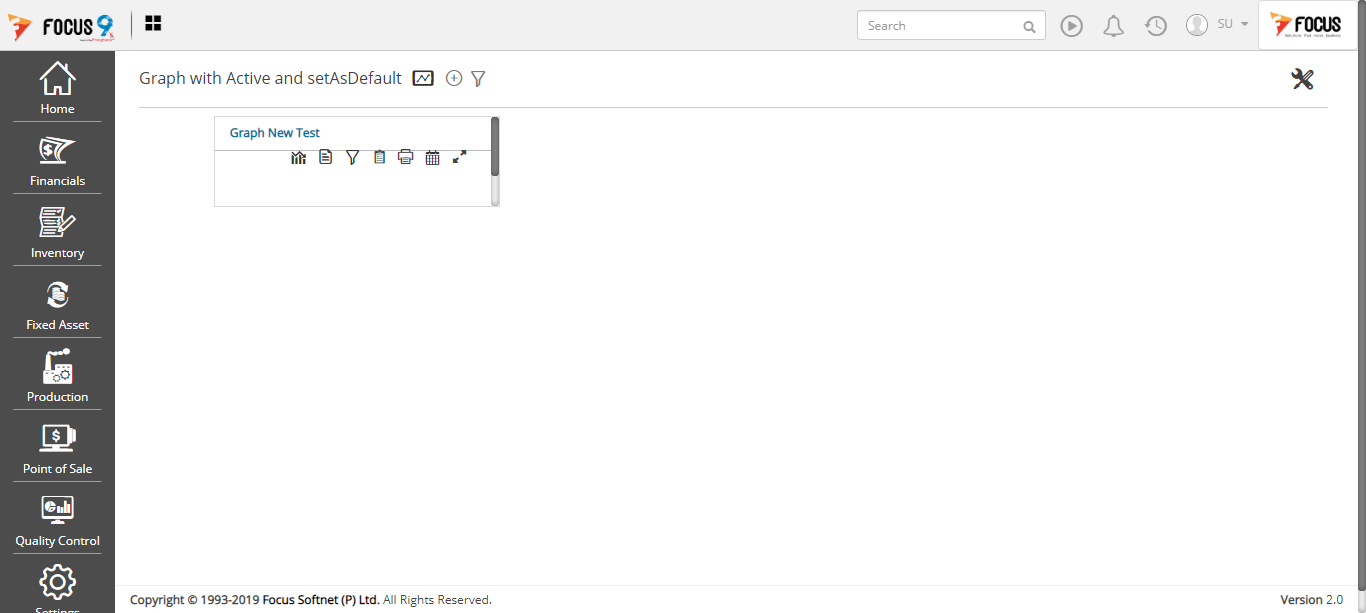 FOCUS 9
Search
SU
FOCUS
Home
Financials
Inventory
Fixed Asset
Production
Point of Sale
Quality Control
Settings
Graph with Active and setAsDefault
Graph New Test
Copyright © 1993-2019 Focus Softnet (P) Ltd. All Rights Reserved.
Version 2.0